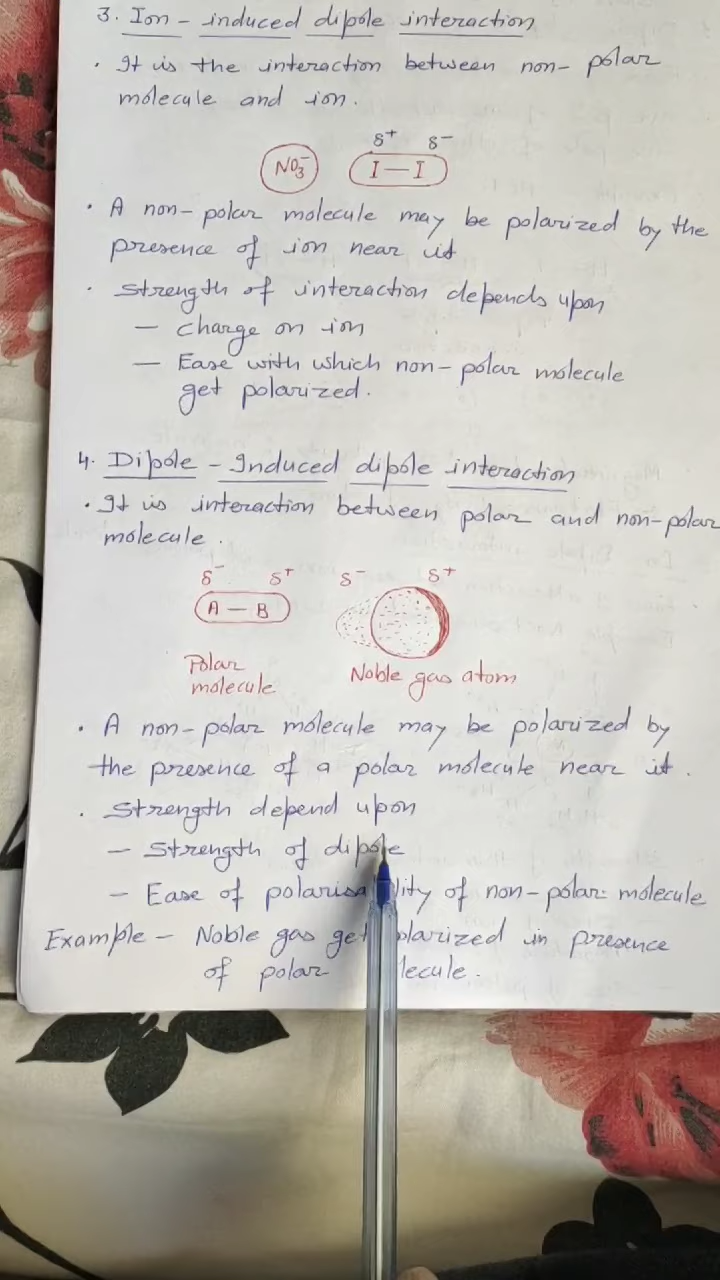 3. Ion - induced dipole interaction
· It is the interaction between non-polar
molecule and ion.
δ+ δ-
NO3- I—I
· A non-polar molecule may be polarized by the
presence of ion near it
· Strength of interaction depends upon
— charge on ion
— Ease with which non-polar molecule
get polarized.
4. Dipole - Induced dipole interaction
· It is interaction between polar and non-polar
molecule.
δ- δ+ δ- δ+
A — B
Polar
molecule
Noble gas atom
· A non-polar molecule may be polarized by
the presence of a polar molecule near it.
· Strength depend upon
— Strength of dipole
— Ease of polarisability of non-polar molecule
Example - Noble gas get polarized in presence
of polar molecule.